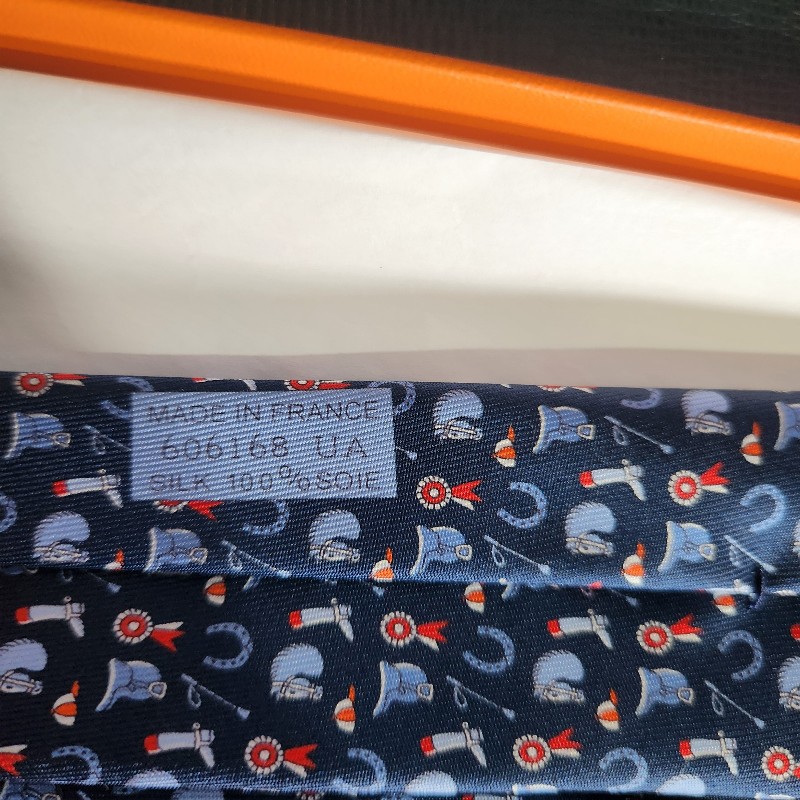 MADE IN FRANCE
606168 UA
SILK 100% SOIE